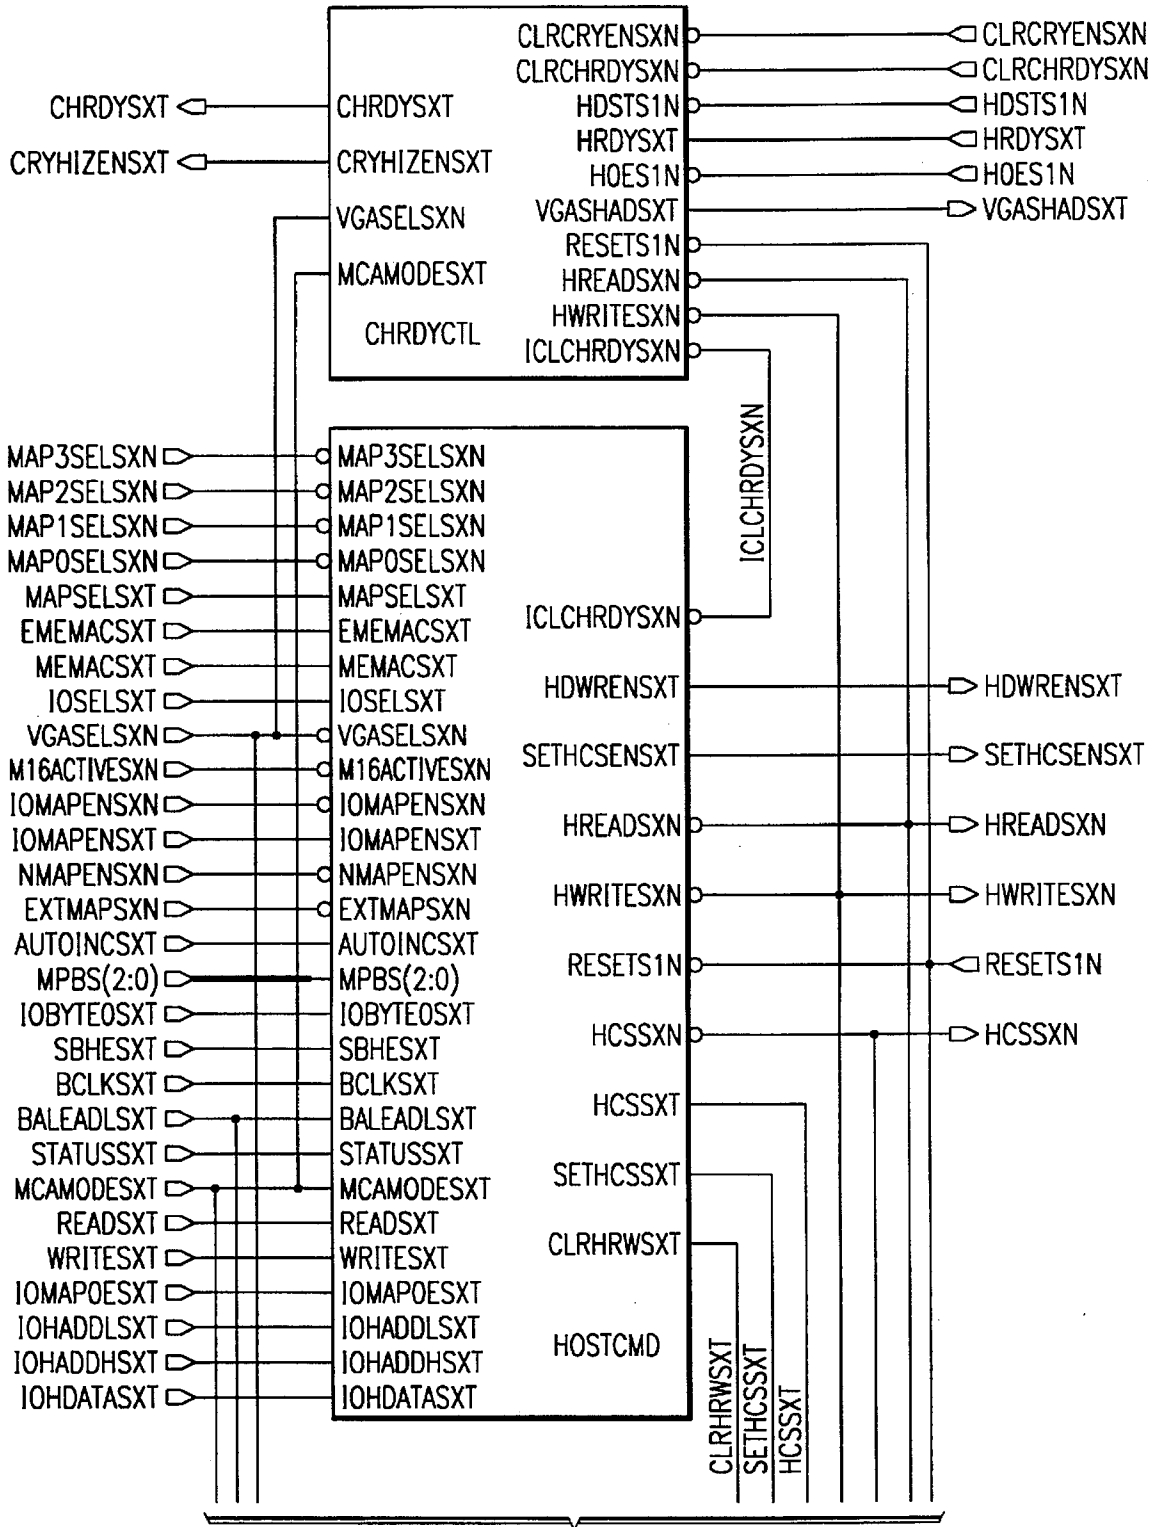 CLRCRYENSXN CLRCRYENSXN
CLRCHRDYSXN CLRCHRDYSXN
CHRDYSXT CHRDYSXT HDSTS1N HDSTS1N
HRDYSXT HRDYSXT
CRYHIZENSXT CRYHIZENSXT HOES1N HOES1N
VGASELSXN VGASHADSXT VGASHADSXT
RESETS1N
MCAMODESXT HREADSXN
HWRITESXN
CHRDYCTL
ICLCHRDYSXN
ICLCHRDYSXN
MAP3SELSXN MAP3SELSXN
MAP2SELSXN MAP2SELSXN
MAP1SELSXN MAP1SELSXN
MAP0SELSXN MAP0SELSXN
MAPSELSXT MAPSELSXT
ICLCHRDYSXN
EMEMACSXT EMEMACSXT
MEMACSXT MEMACSXT
HDWRENSXT HDWRENSXT
IOSELSXT IOSELSXT
VGASELSXN VGASELSXN
SETHCSENSXT SETHCSENSXT
M16ACTIVESXN M16ACTIVESXN
IOMAPENSXN IOMAPENSXN
HREADSXN HREADSXN
IOMAPENSXT IOMAPENSXT
NMAPENSXN NMAPENSXN
HWRITESXN HWRITESXN
EXTMAPSXN EXTMAPSXN
AUTOINCSXT AUTOINCSXT
RESETS1N RESETS1N
MPBS(2:0) MPBS(2:0)
IOBYTE0SXT IOBYTE0SXT
HCSSXN HCSSXN
SBHESXT SBHESXT
BCLKSXT BCLKSXT
HCSSXT
BALEADLSXT BALEADLSXT
STATUSSXT STATUSSXT
SETHCSSXT
MCAMODESXT MCAMODESXT
READSXT READSXT
CLRHRWSXT
WRITESXT WRITESXT
IOMAPOESXT IOMAPOESXT
IOHADDLSXT IOHADDLSXT
HOSTCMD
IOHADDHSXT IOHADDHSXT
IOHDATASXT IOHDATASXT
CLRHRWSXT
SETHCSSXT
HCSSXT